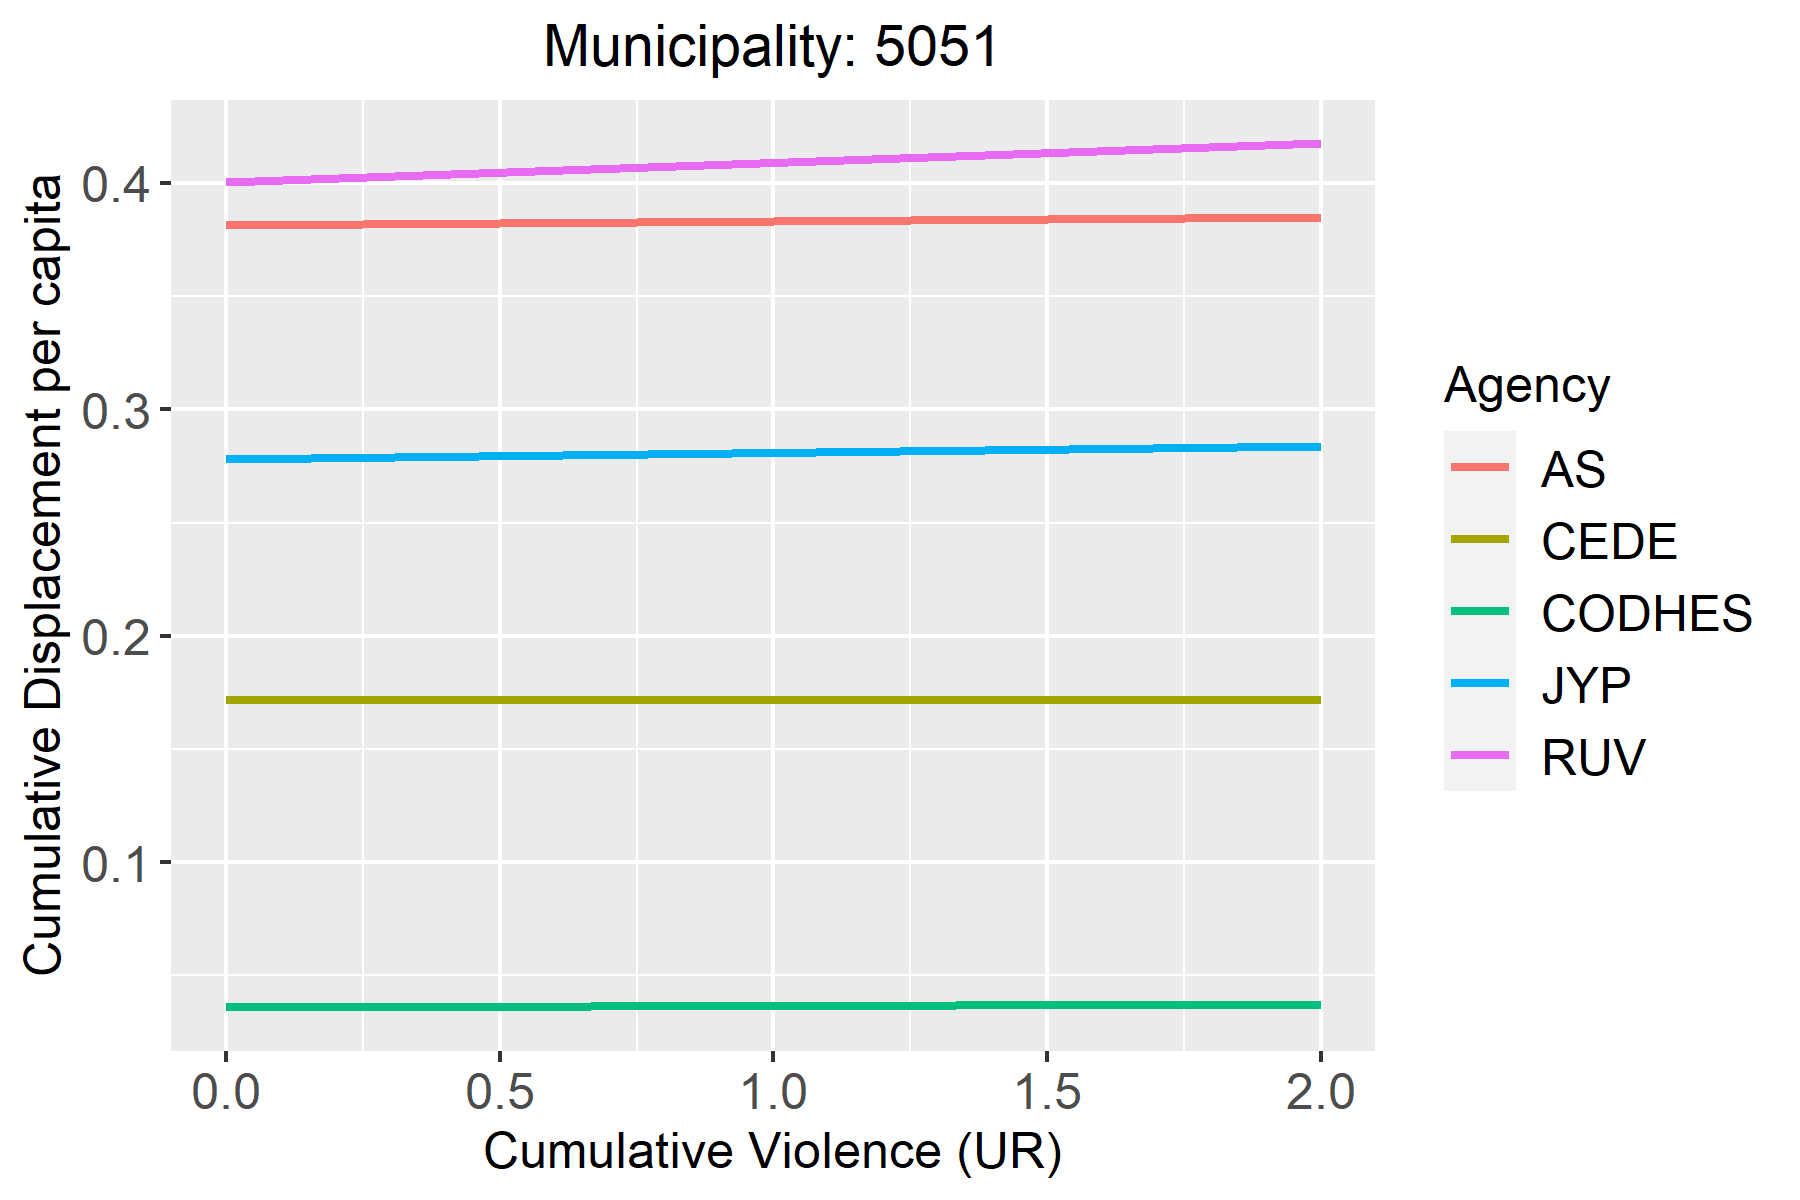 Municipality: 5051
Cumulative Displacement per capita
0.4
0.3
0.2
0.1
0.0
0.5
1.0
1.5
2.0
Cumulative Violence (UR)
Agency
AS
CEDE
CODHES
JYP
RUV